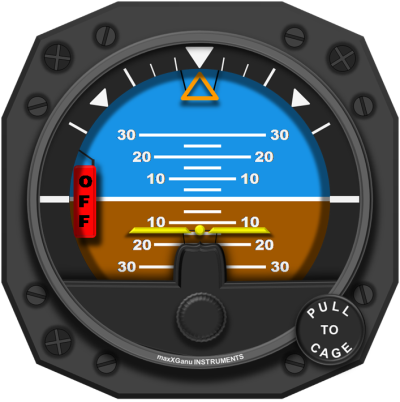 30 30
20 20
10 10
OFF
10 10
20 20
30 30
PULL
TO
CAGE
maxXGanu INSTRUMENTS